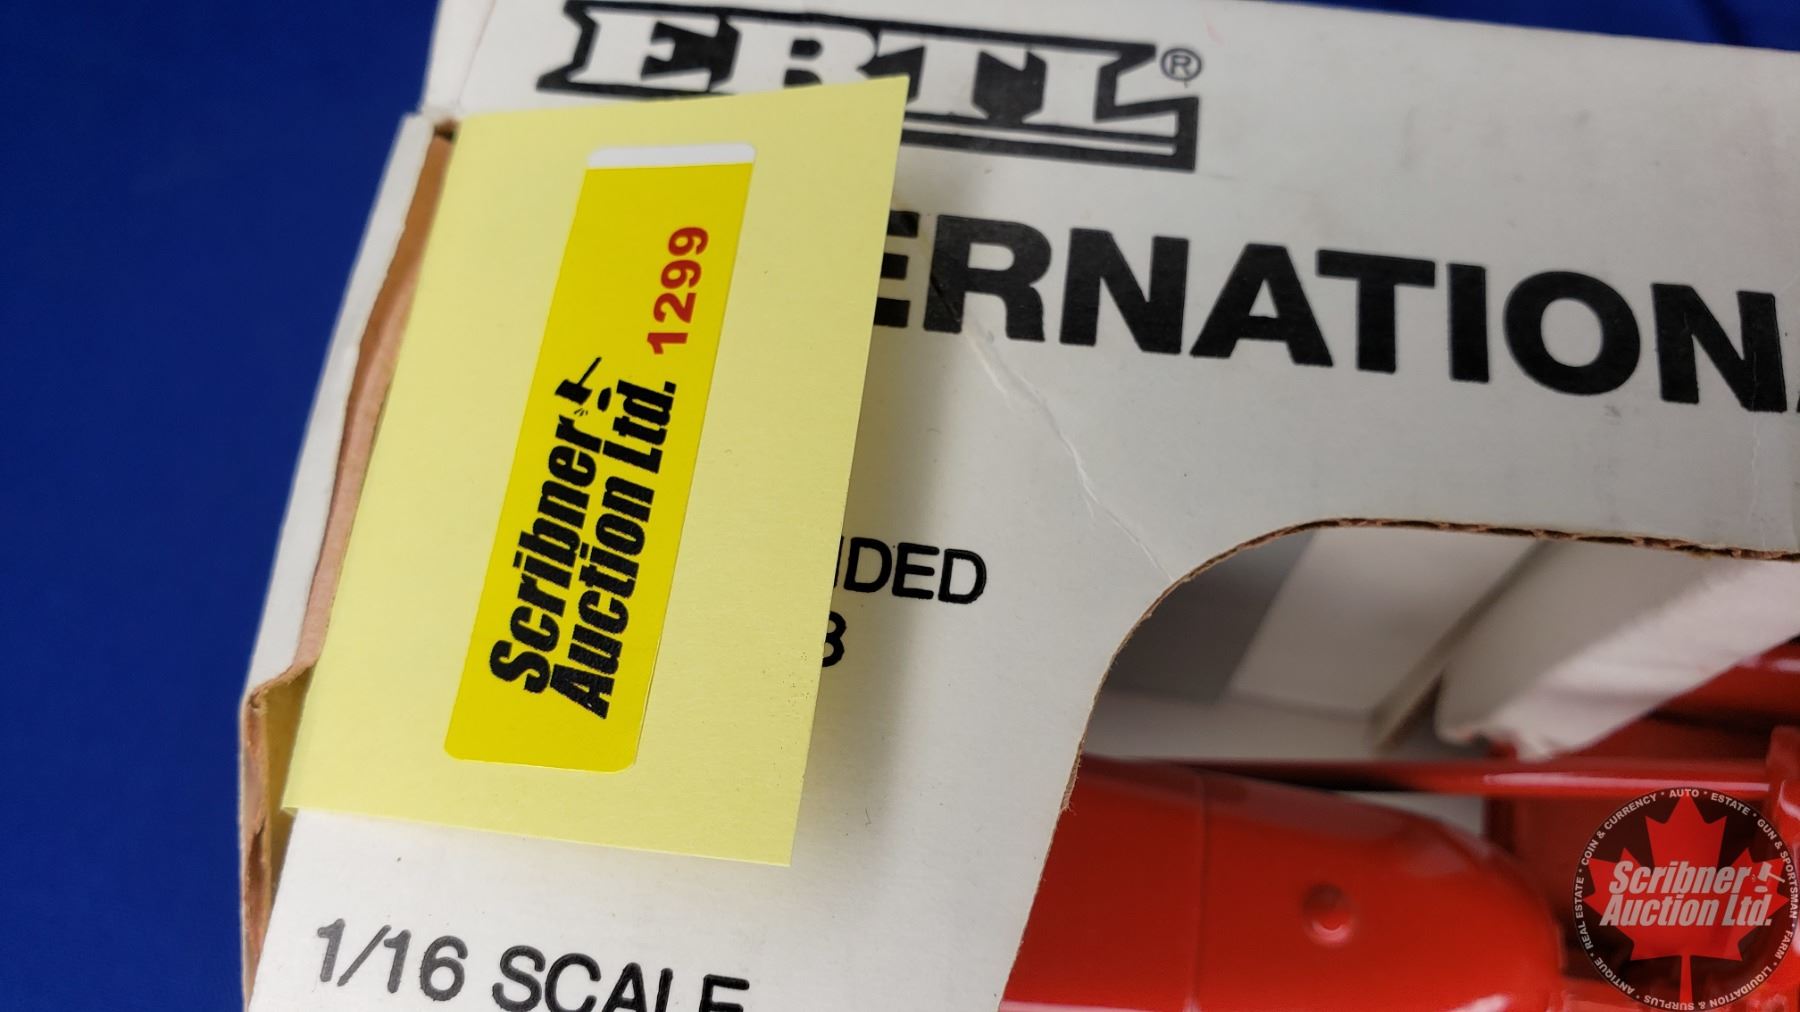 ERTL®
ERNATION
Scribner
Auction Ltd. 1299
DED
1/16 SCALE
Scribner
Auction Ltd.
ANTIQUE * REAL ESTATE * COIN & CURRENCY * AUTO * ESTATE * GUN & SPORTSMAN * FARM * LIQUIDATION & SURPLUS *